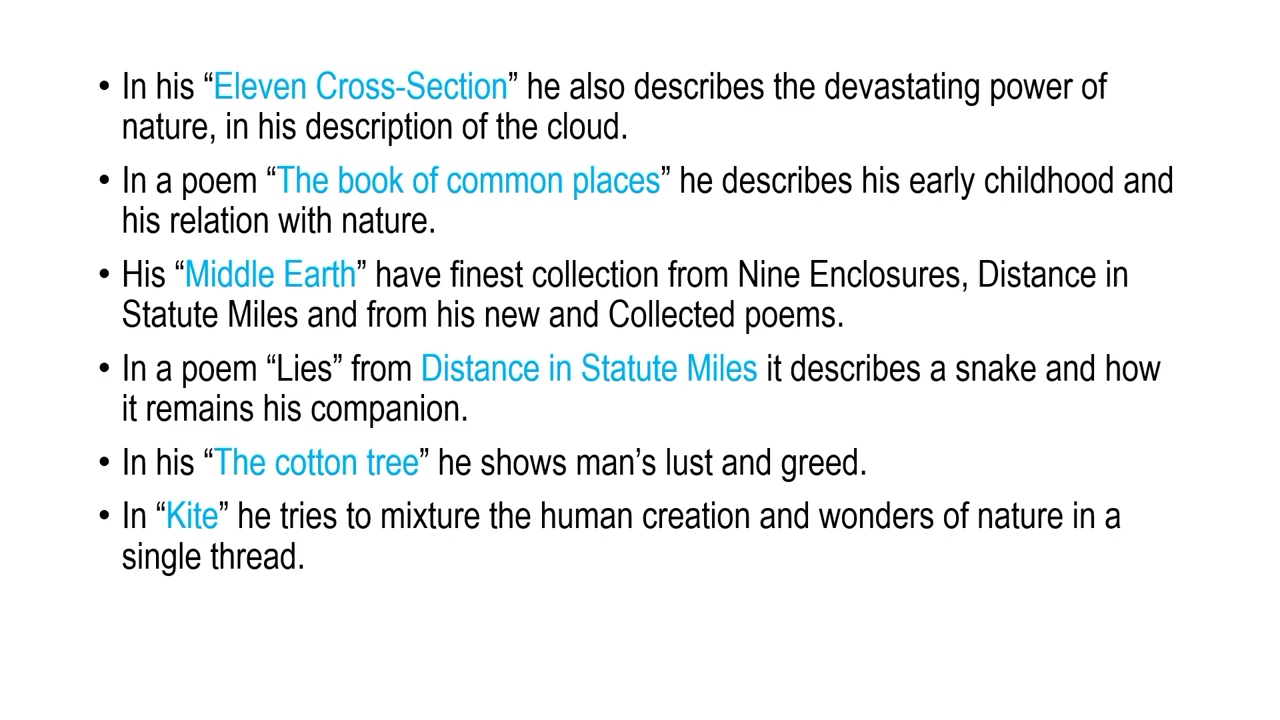 • In his “Eleven Cross-Section” he also describes the devastating power of
nature, in his description of the cloud.
• In a poem “The book of common places” he describes his early childhood and
his relation with nature.
• His “Middle Earth” have finest collection from Nine Enclosures, Distance in
Statute Miles and from his new and Collected poems.
• In a poem “Lies” from Distance in Statute Miles it describes a snake and how
it remains his companion.
• In his “The cotton tree” he shows man’s lust and greed.
• In “Kite” he tries to mixture the human creation and wonders of nature in a
single thread.